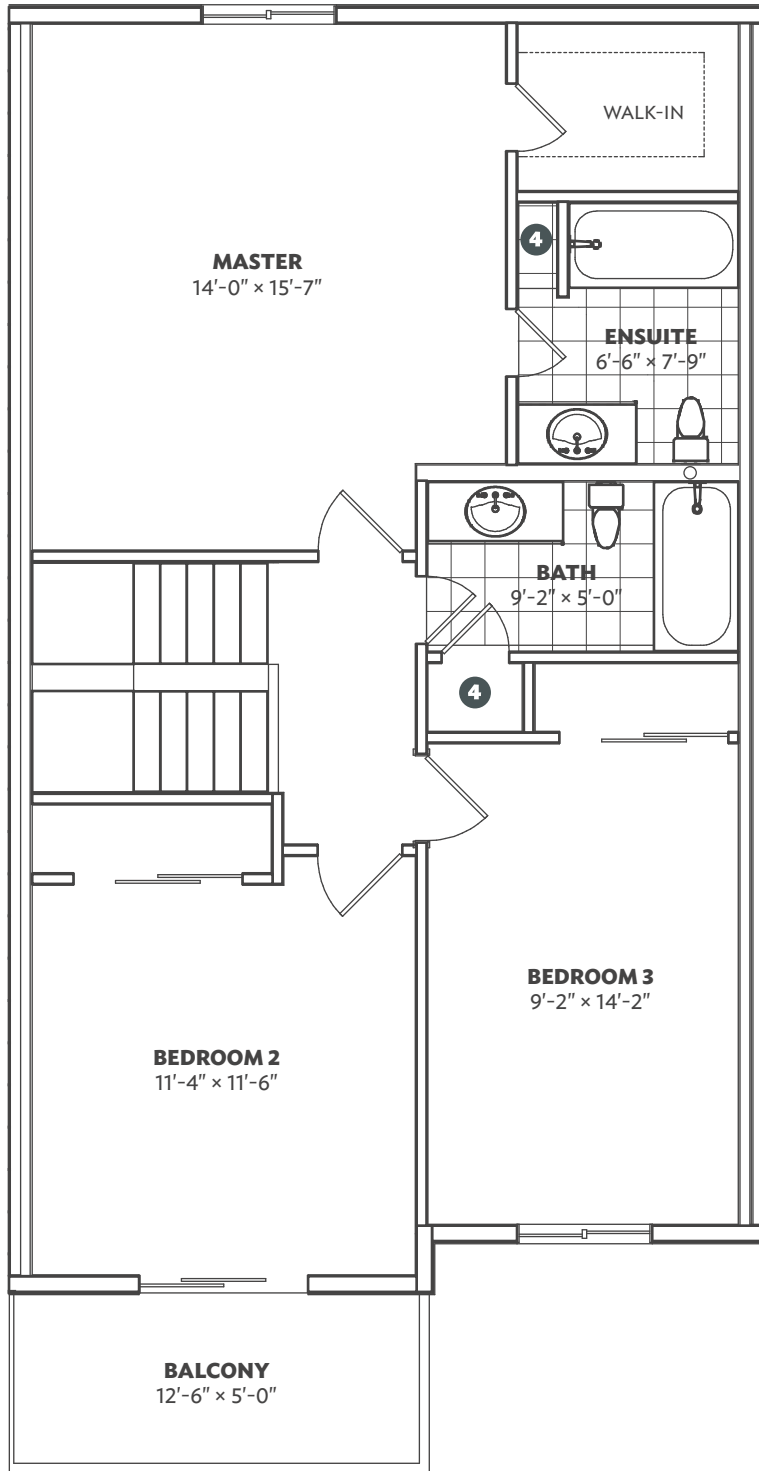 WALK-IN
MASTER
14'-0" × 15'-7"
4
ENSUITE
6'-6" × 7'-9"
BATH
9'-2" × 5'-0"
4
BEDROOM 3
9'-2" × 14'-2"
BEDROOM 2
11'-4" × 11'-6"
BALCONY
12'-6" × 5'-0"